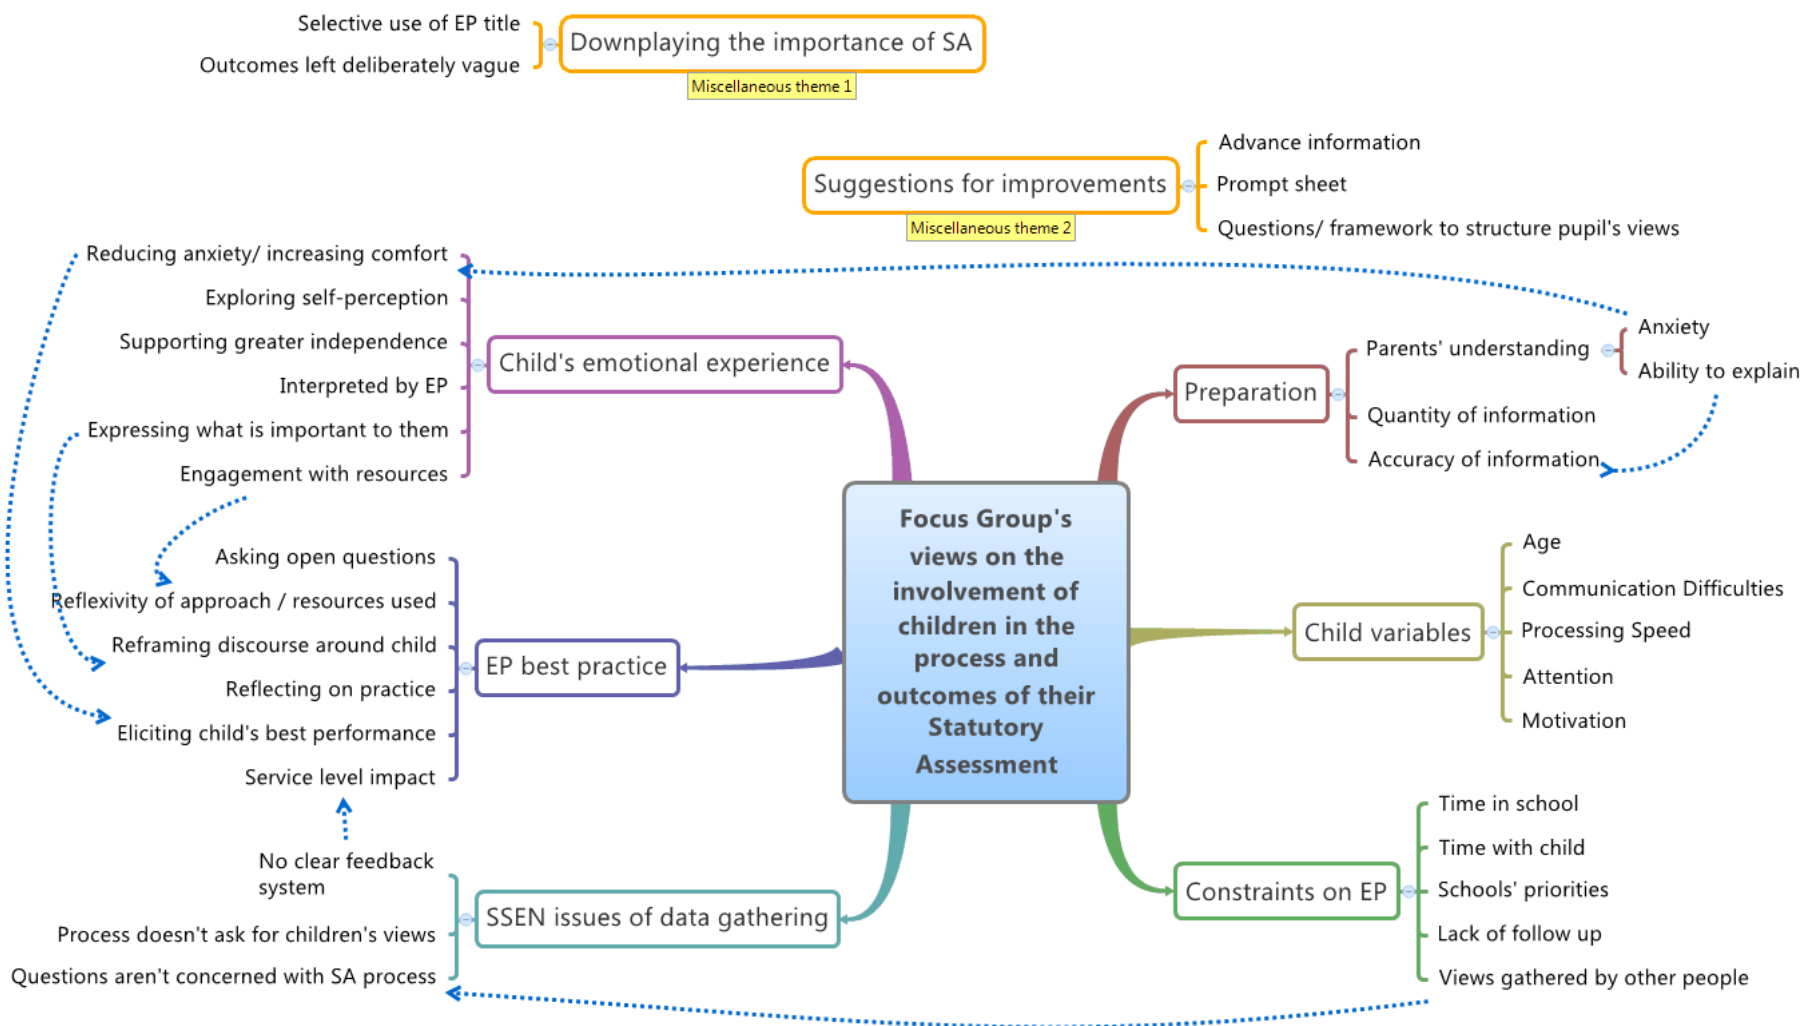 Selective use of EP title
Outcomes left deliberately vague
Downplaying the importance of SA
Miscellaneous theme 1
Suggestions for improvements
Miscellaneous theme 2
Advance information
Prompt sheet
Questions/ framework to structure pupil's views
Reducing anxiety/ increasing comfort
Exploring self-perception
Supporting greater independence
Interpreted by EP
Expressing what is important to them
Engagement with resources
Child's emotional experience
Preparation
Parents' understanding
Anxiety
Ability to explain
Quantity of information
Accuracy of information
Focus Group's
views on the
involvement of
children in the
process and
outcomes of their
Statutory
Assessment
Asking open questions
Reflexivity of approach / resources used
Reframing discourse around child
Reflecting on practice
Eliciting child's best performance
Service level impact
EP best practice
Child variables
Age
Communication Difficulties
Processing Speed
Attention
Motivation
No clear feedback
system
Process doesn't ask for children's views
Questions aren't concerned with SA process
SSEN issues of data gathering
Constraints on EP
Time in school
Time with child
Schools' priorities
Lack of follow up
Views gathered by other people